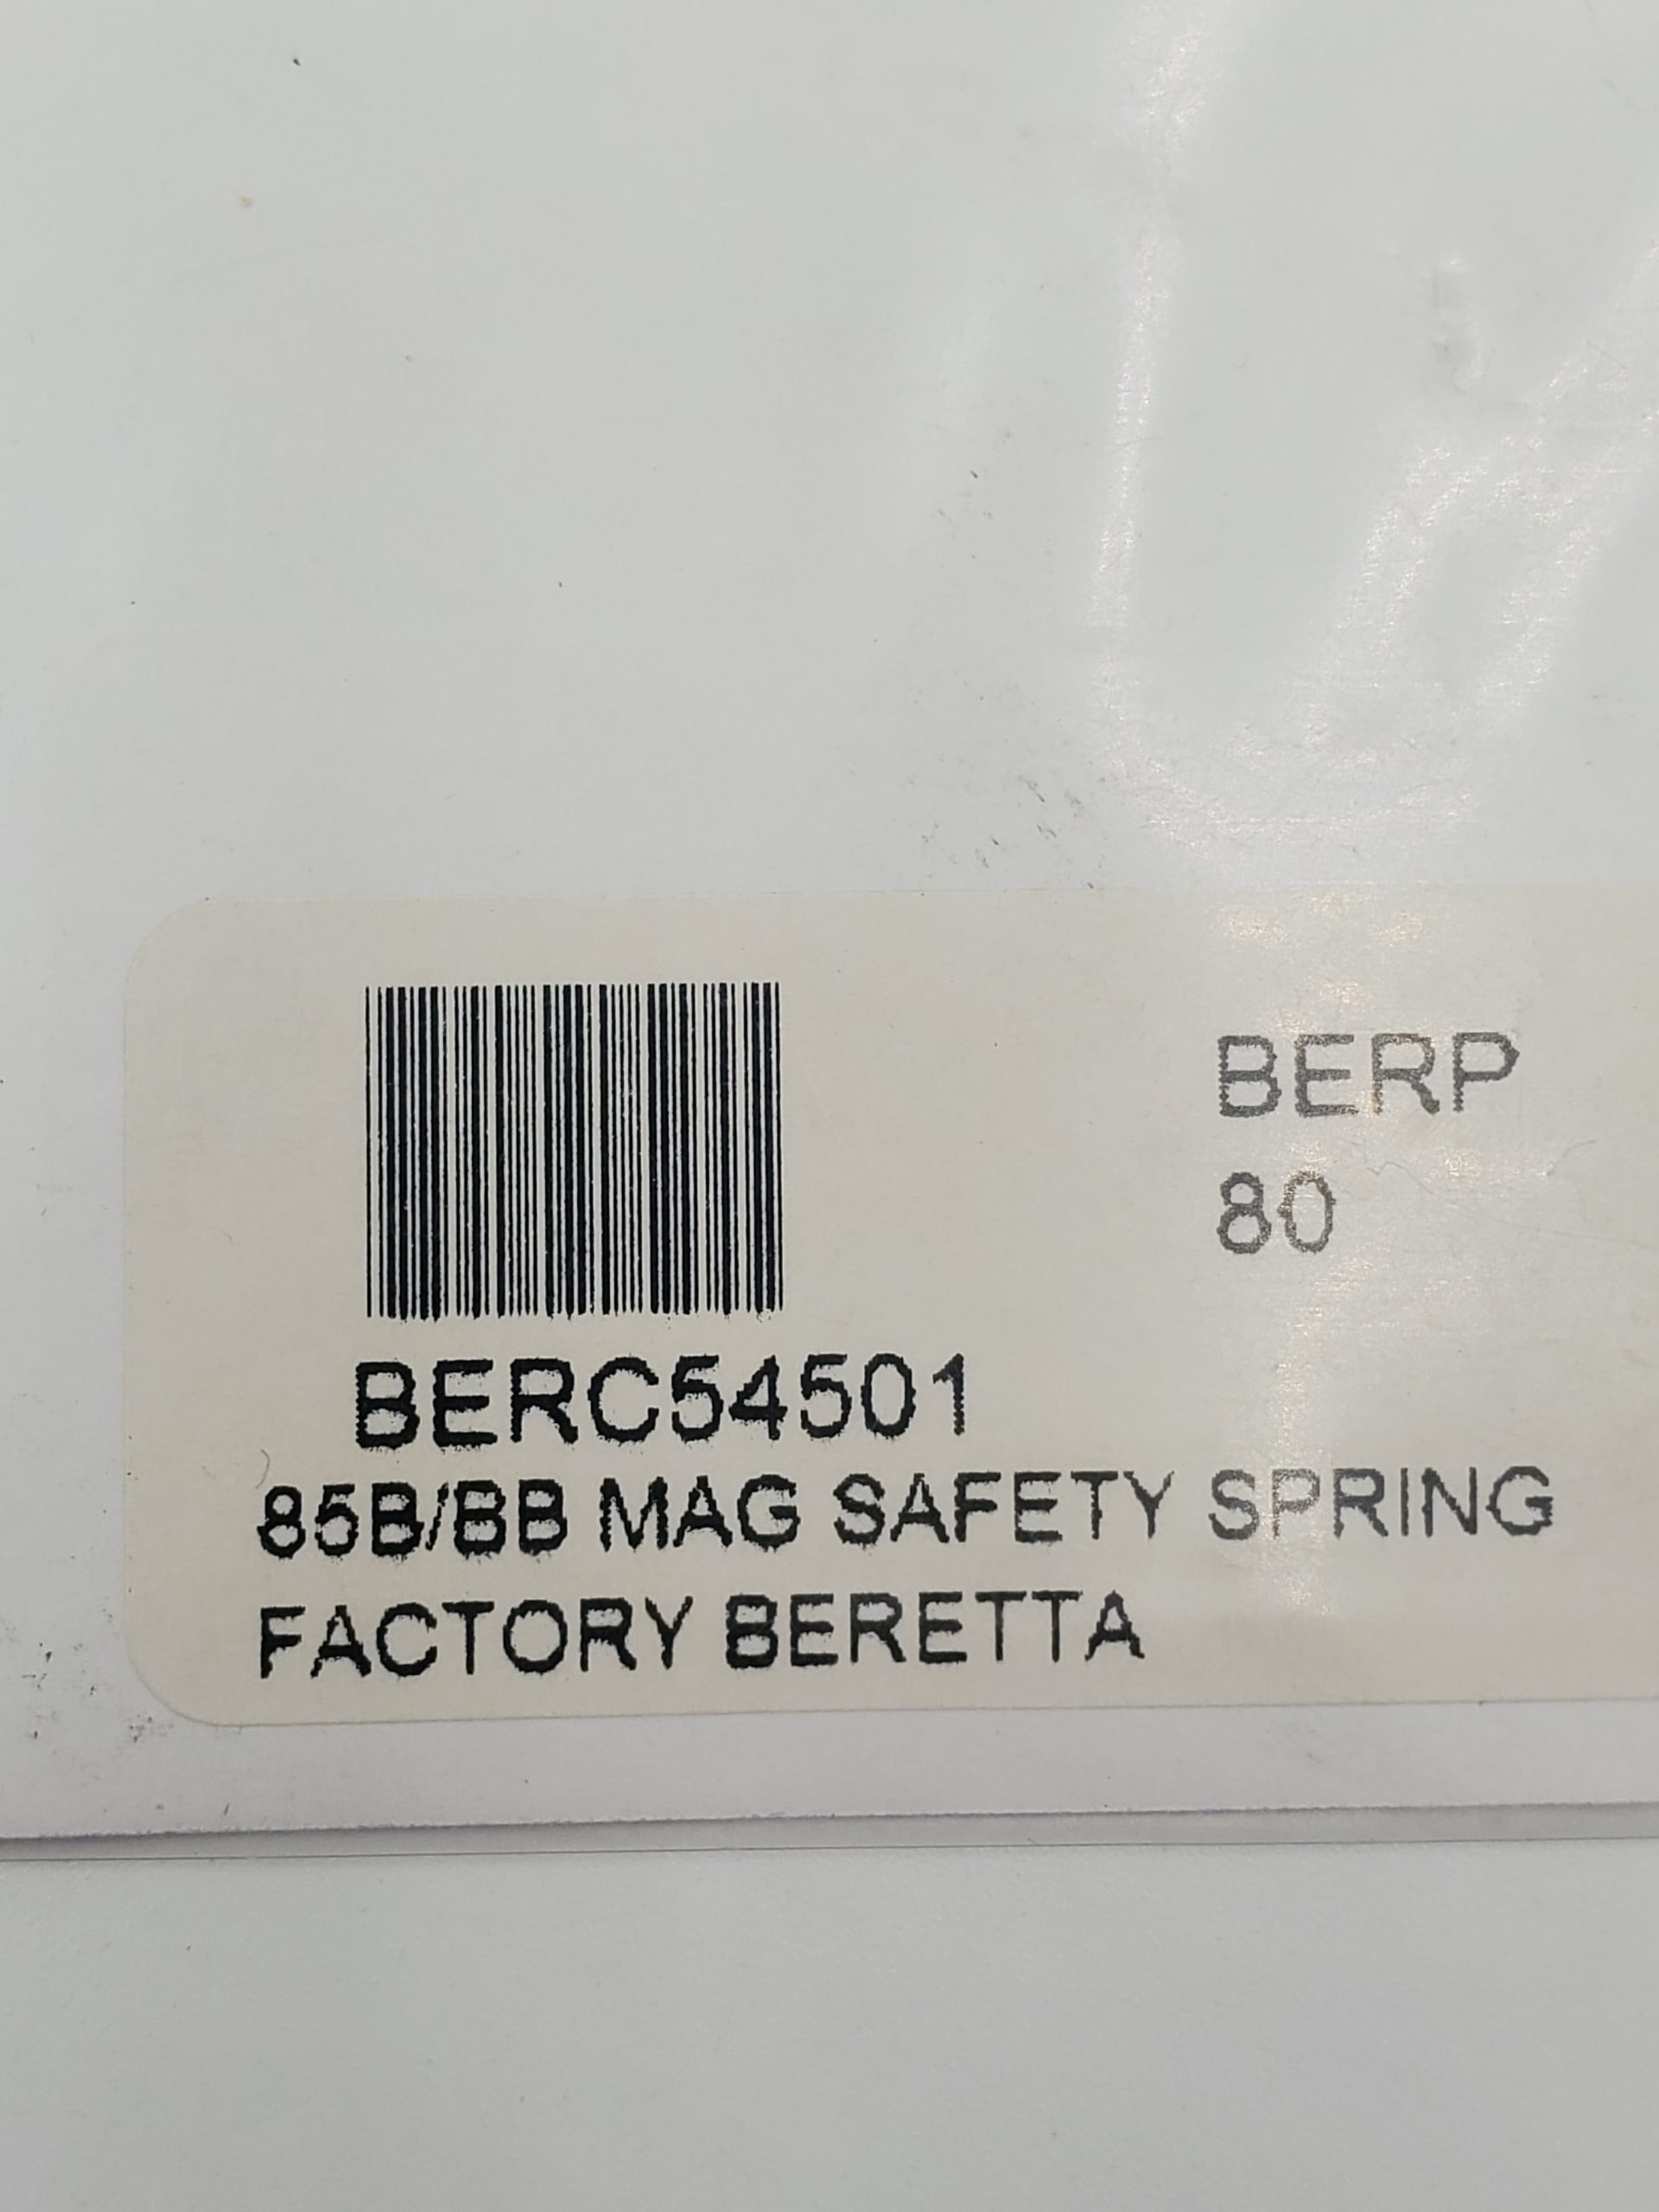 BERP
80
BERC54501
85B/BB MAG SAFETY SPRING
FACTORY BERETTA